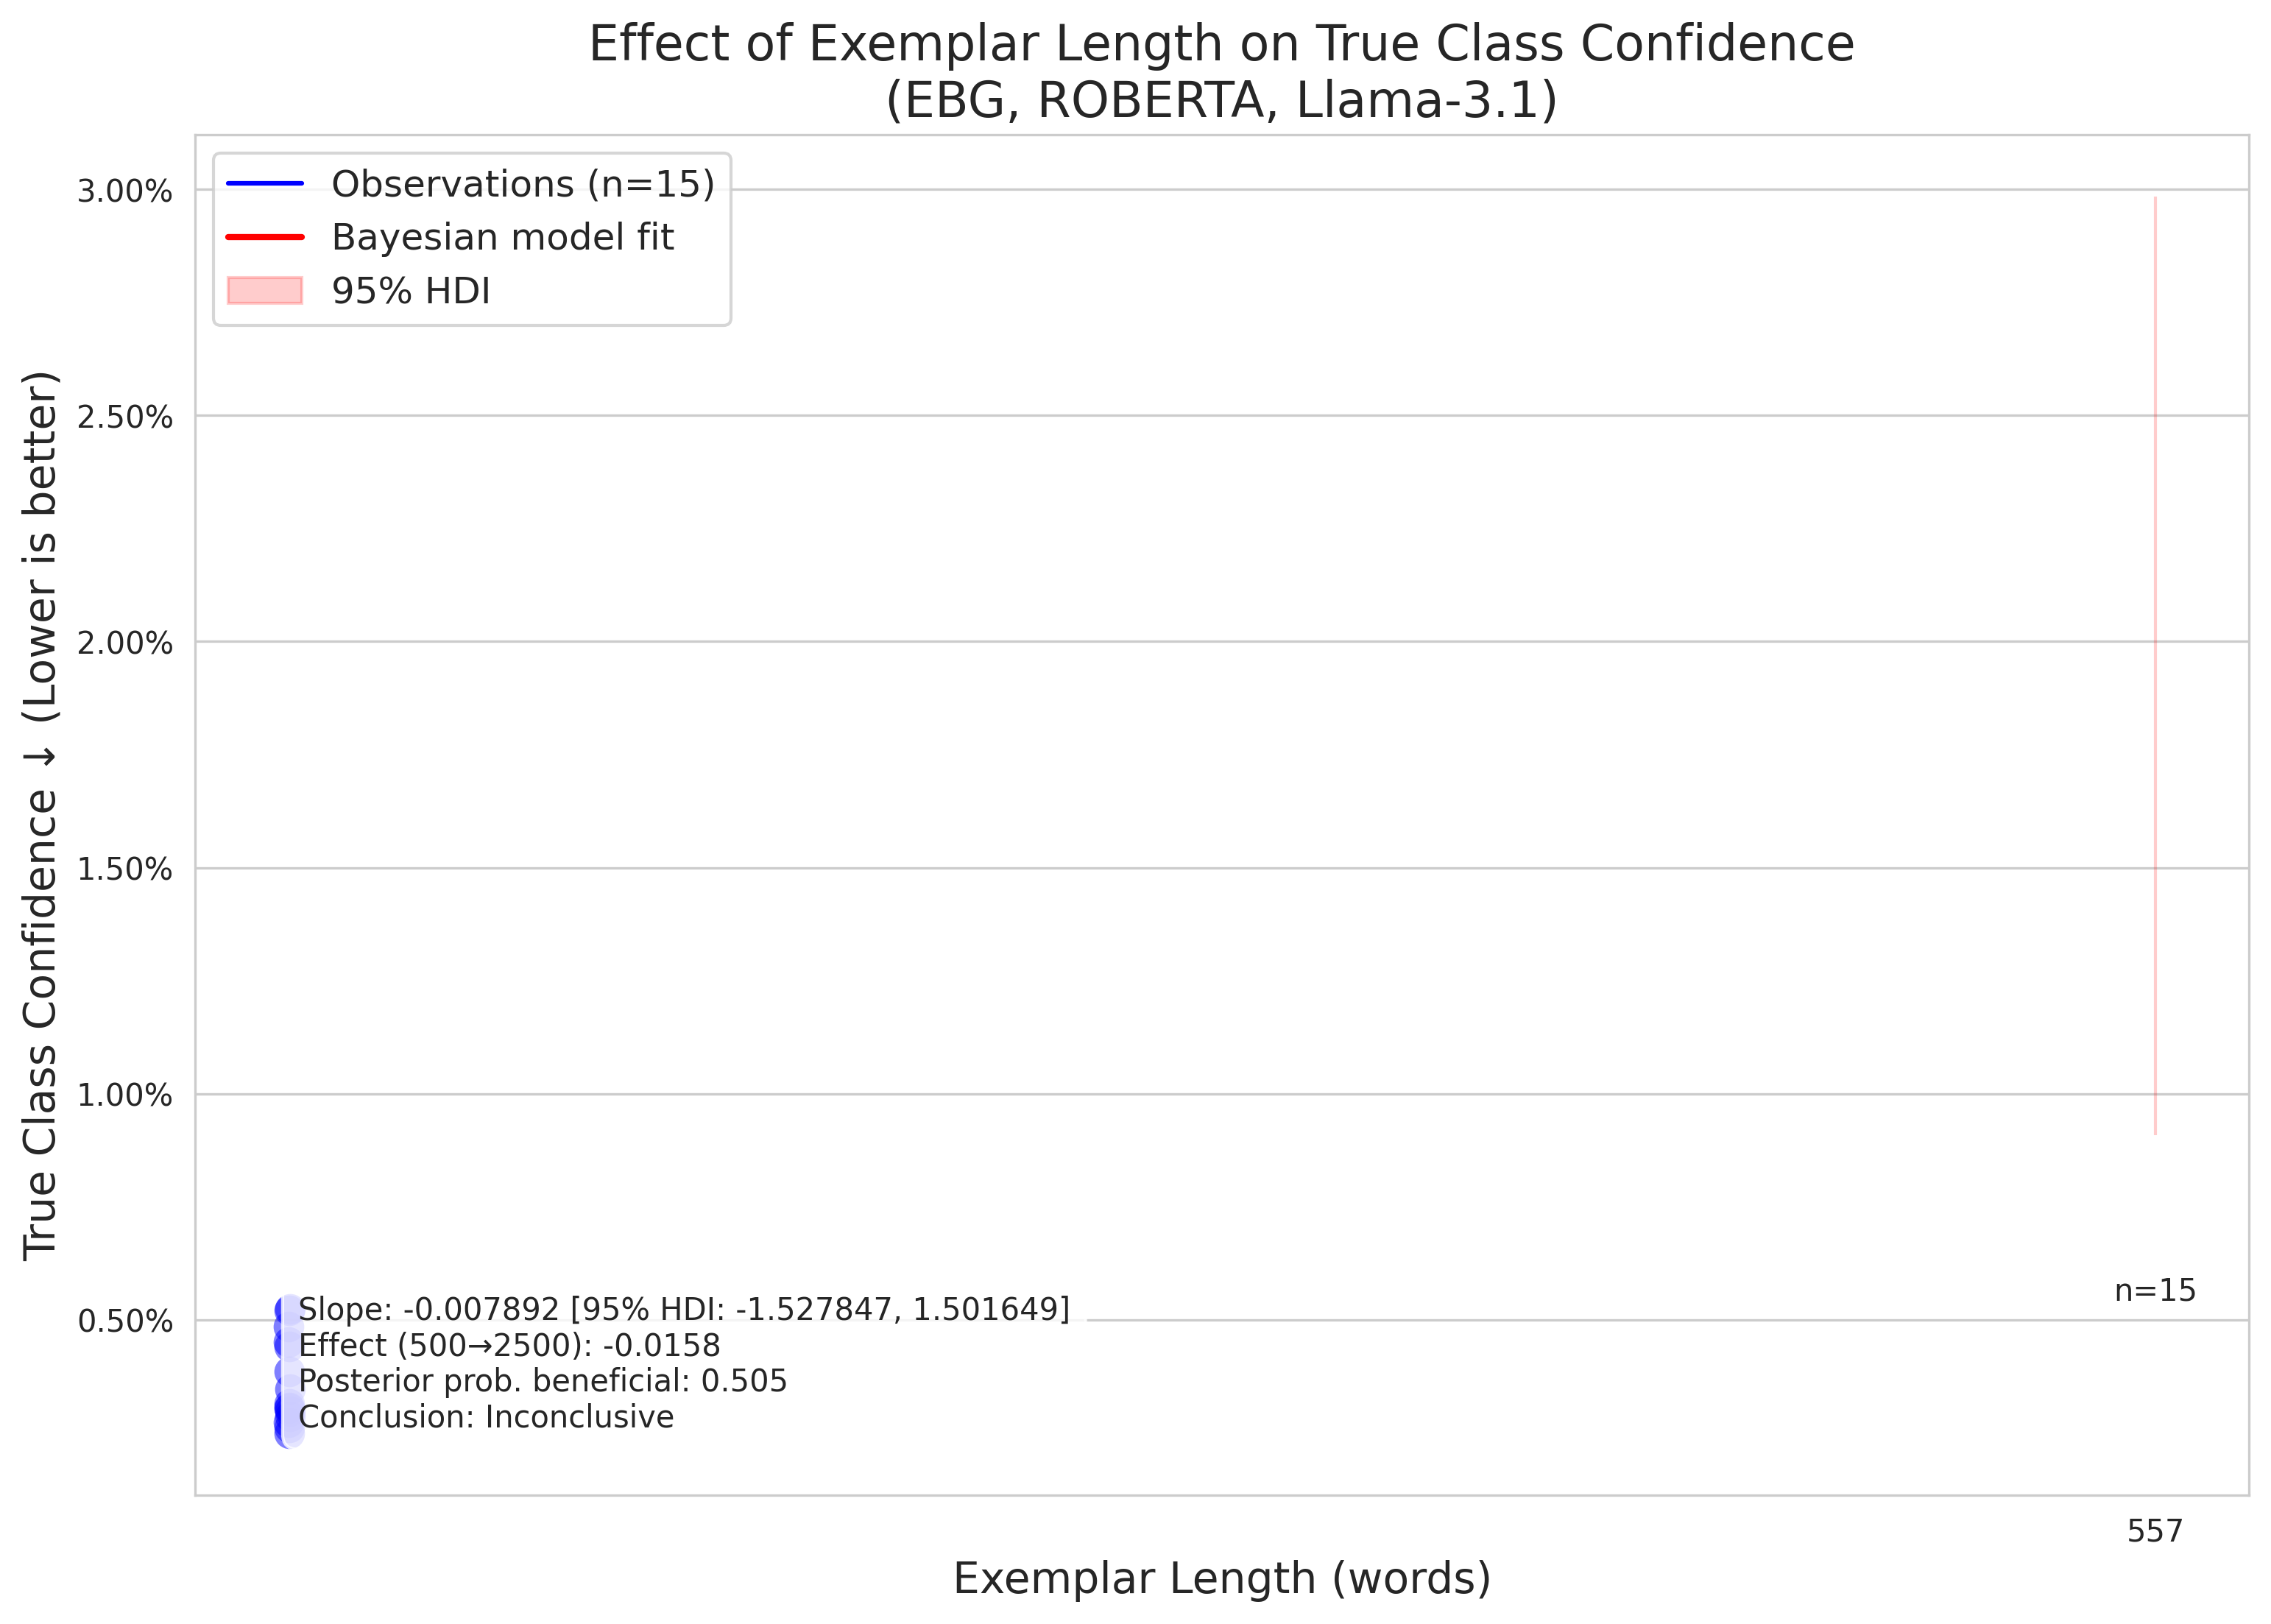 Effect of Exemplar Length on True Class Confidence
(EBG, ROBERTA, Llama-3.1)
Observations (n=15)
Bayesian model fit
95% HDI
True Class Confidence ↓ (Lower is better)
3.00%
2.50%
2.00%
1.50%
1.00%
0.50%
n=15
Slope: -0.007892 [95% HDI: -1.527847, 1.501649]
Effect (500→2500): -0.0158
Posterior prob. beneficial: 0.505
Conclusion: Inconclusive
557
Exemplar Length (words)